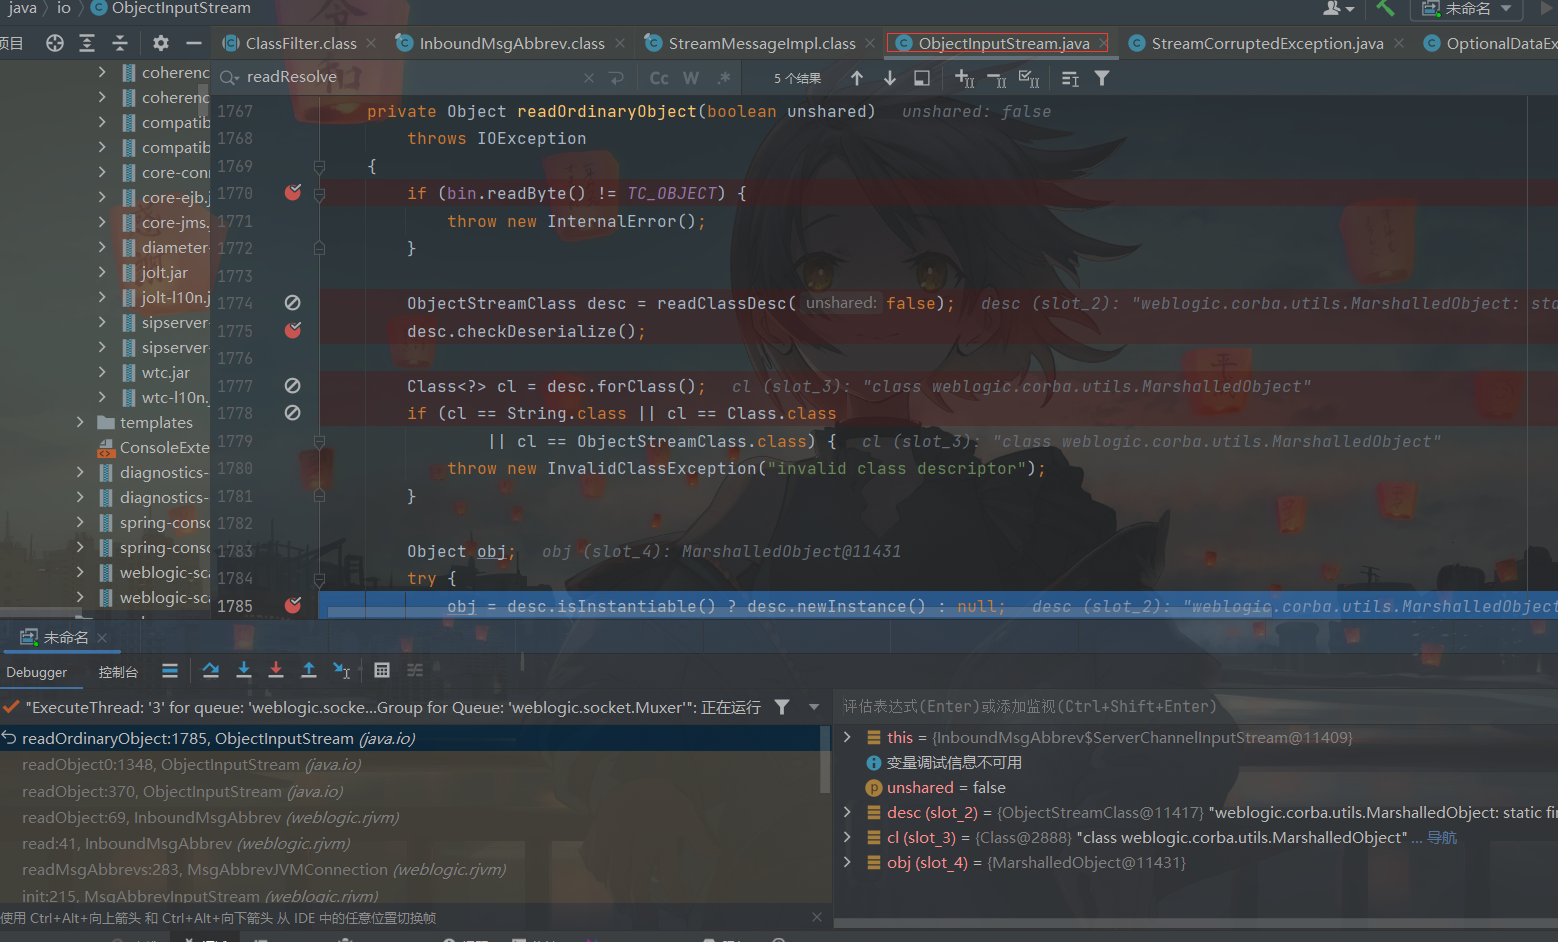 java › io › ObjectInputStream
未命名
项目
ClassFilter.class
InboundMsgAbbrev.class
StreamMessageImpl.class
ObjectInputStream.java
StreamCorruptedException.java
OptionalDataEx
readResolve
Cc W .*
5 个结果
coherenc
coherenc
compatib
compatib
core-conn
core-ejb.j
core-jms.
diameter-
jolt.jar
jolt-l10n.j
sipserver
sipserver
wtc.jar
wtc-l10n.
templates
ConsoleExte
diagnostics-
diagnostics-
spring-consc
spring-consc
weblogic-sca
weblogic-sca
1767 private Object readOrdinaryObject(boolean unshared) unshared: false
1768 throws IOException
1769 {
1770 if (bin.readByte() != TC_OBJECT) {
1771 throw new InternalError();
1772 }
1773
1774 ObjectStreamClass desc = readClassDesc( unshared: false); desc (slot_2): "weblogic.corba.utils.MarshalledObject: sta
1775 desc.checkDeserialize();
1776
1777 Class<?> cl = desc.forClass(); cl (slot_3): "class weblogic.corba.utils.MarshalledObject"
1778 if (cl == String.class || cl == Class.class
1779 || cl == ObjectStreamClass.class) { cl (slot_3): "class weblogic.corba.utils.MarshalledObject"
1780 throw new InvalidClassException("invalid class descriptor");
1781 }
1782
1783 Object obj; obj (slot_4): MarshalledObject@11431
1784 try {
1785 obj = desc.isInstantiable() ? desc.newInstance() : null; desc (slot_2): "weblogic.corba.utils.MarshalledObject
未命名
Debugger
控制台
"ExecuteThread: '3' for queue: 'weblogic.socke...Group for Queue: 'weblogic.socket.Muxer'": 正在运行
readOrdinaryObject:1785, ObjectInputStream (java.io)
readObject0:1348, ObjectInputStream (java.io)
readObject:370, ObjectInputStream (java.io)
readObject:69, InboundMsgAbbrev (weblogic.rjvm)
read:41, InboundMsgAbbrev (weblogic.rjvm)
readMsgAbbrevs:283, MsgAbbrevJVMConnection (weblogic.rjvm)
init:215, MsgAbbrevInputStream (weblogic.rjvm)
使用 Ctrl+Alt+向上箭头 和 Ctrl+Alt+向下箭头 从 IDE 中的任意位置切换帧
评估表达式(Enter)或添加监视(Ctrl+Shift+Enter)
this = {InboundMsgAbbrev$ServerChannelInputStream@11409}
变量调试信息不可用
unshared = false
desc (slot_2) = {ObjectStreamClass@11417} "weblogic.corba.utils.MarshalledObject: static fi
cl (slot_3) = {Class@2888} "class weblogic.corba.utils.MarshalledObject" ... 导航
obj (slot_4) = {MarshalledObject@11431}